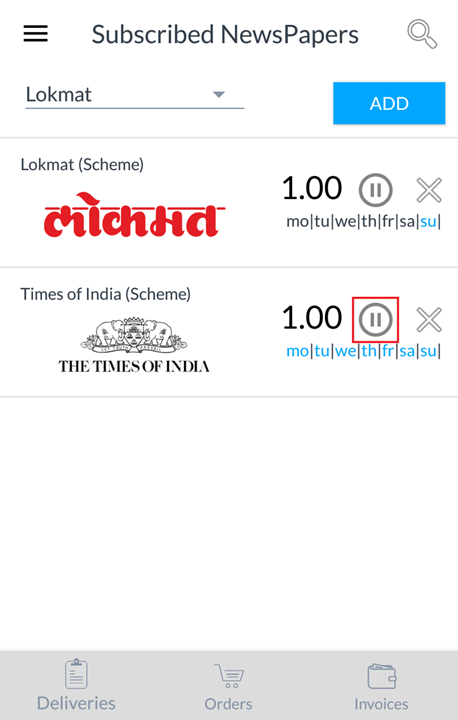 Subscribed NewsPapers
Lokmat
ADD
Lokmat (Scheme)
लोकमत
1.00
mo|tu|we|th|fr|sa|su|
Times of India (Scheme)
THE TIMES OF INDIA
1.00
mo|tu|we|th|fr|sa|su|
Deliveries
Orders
Invoices